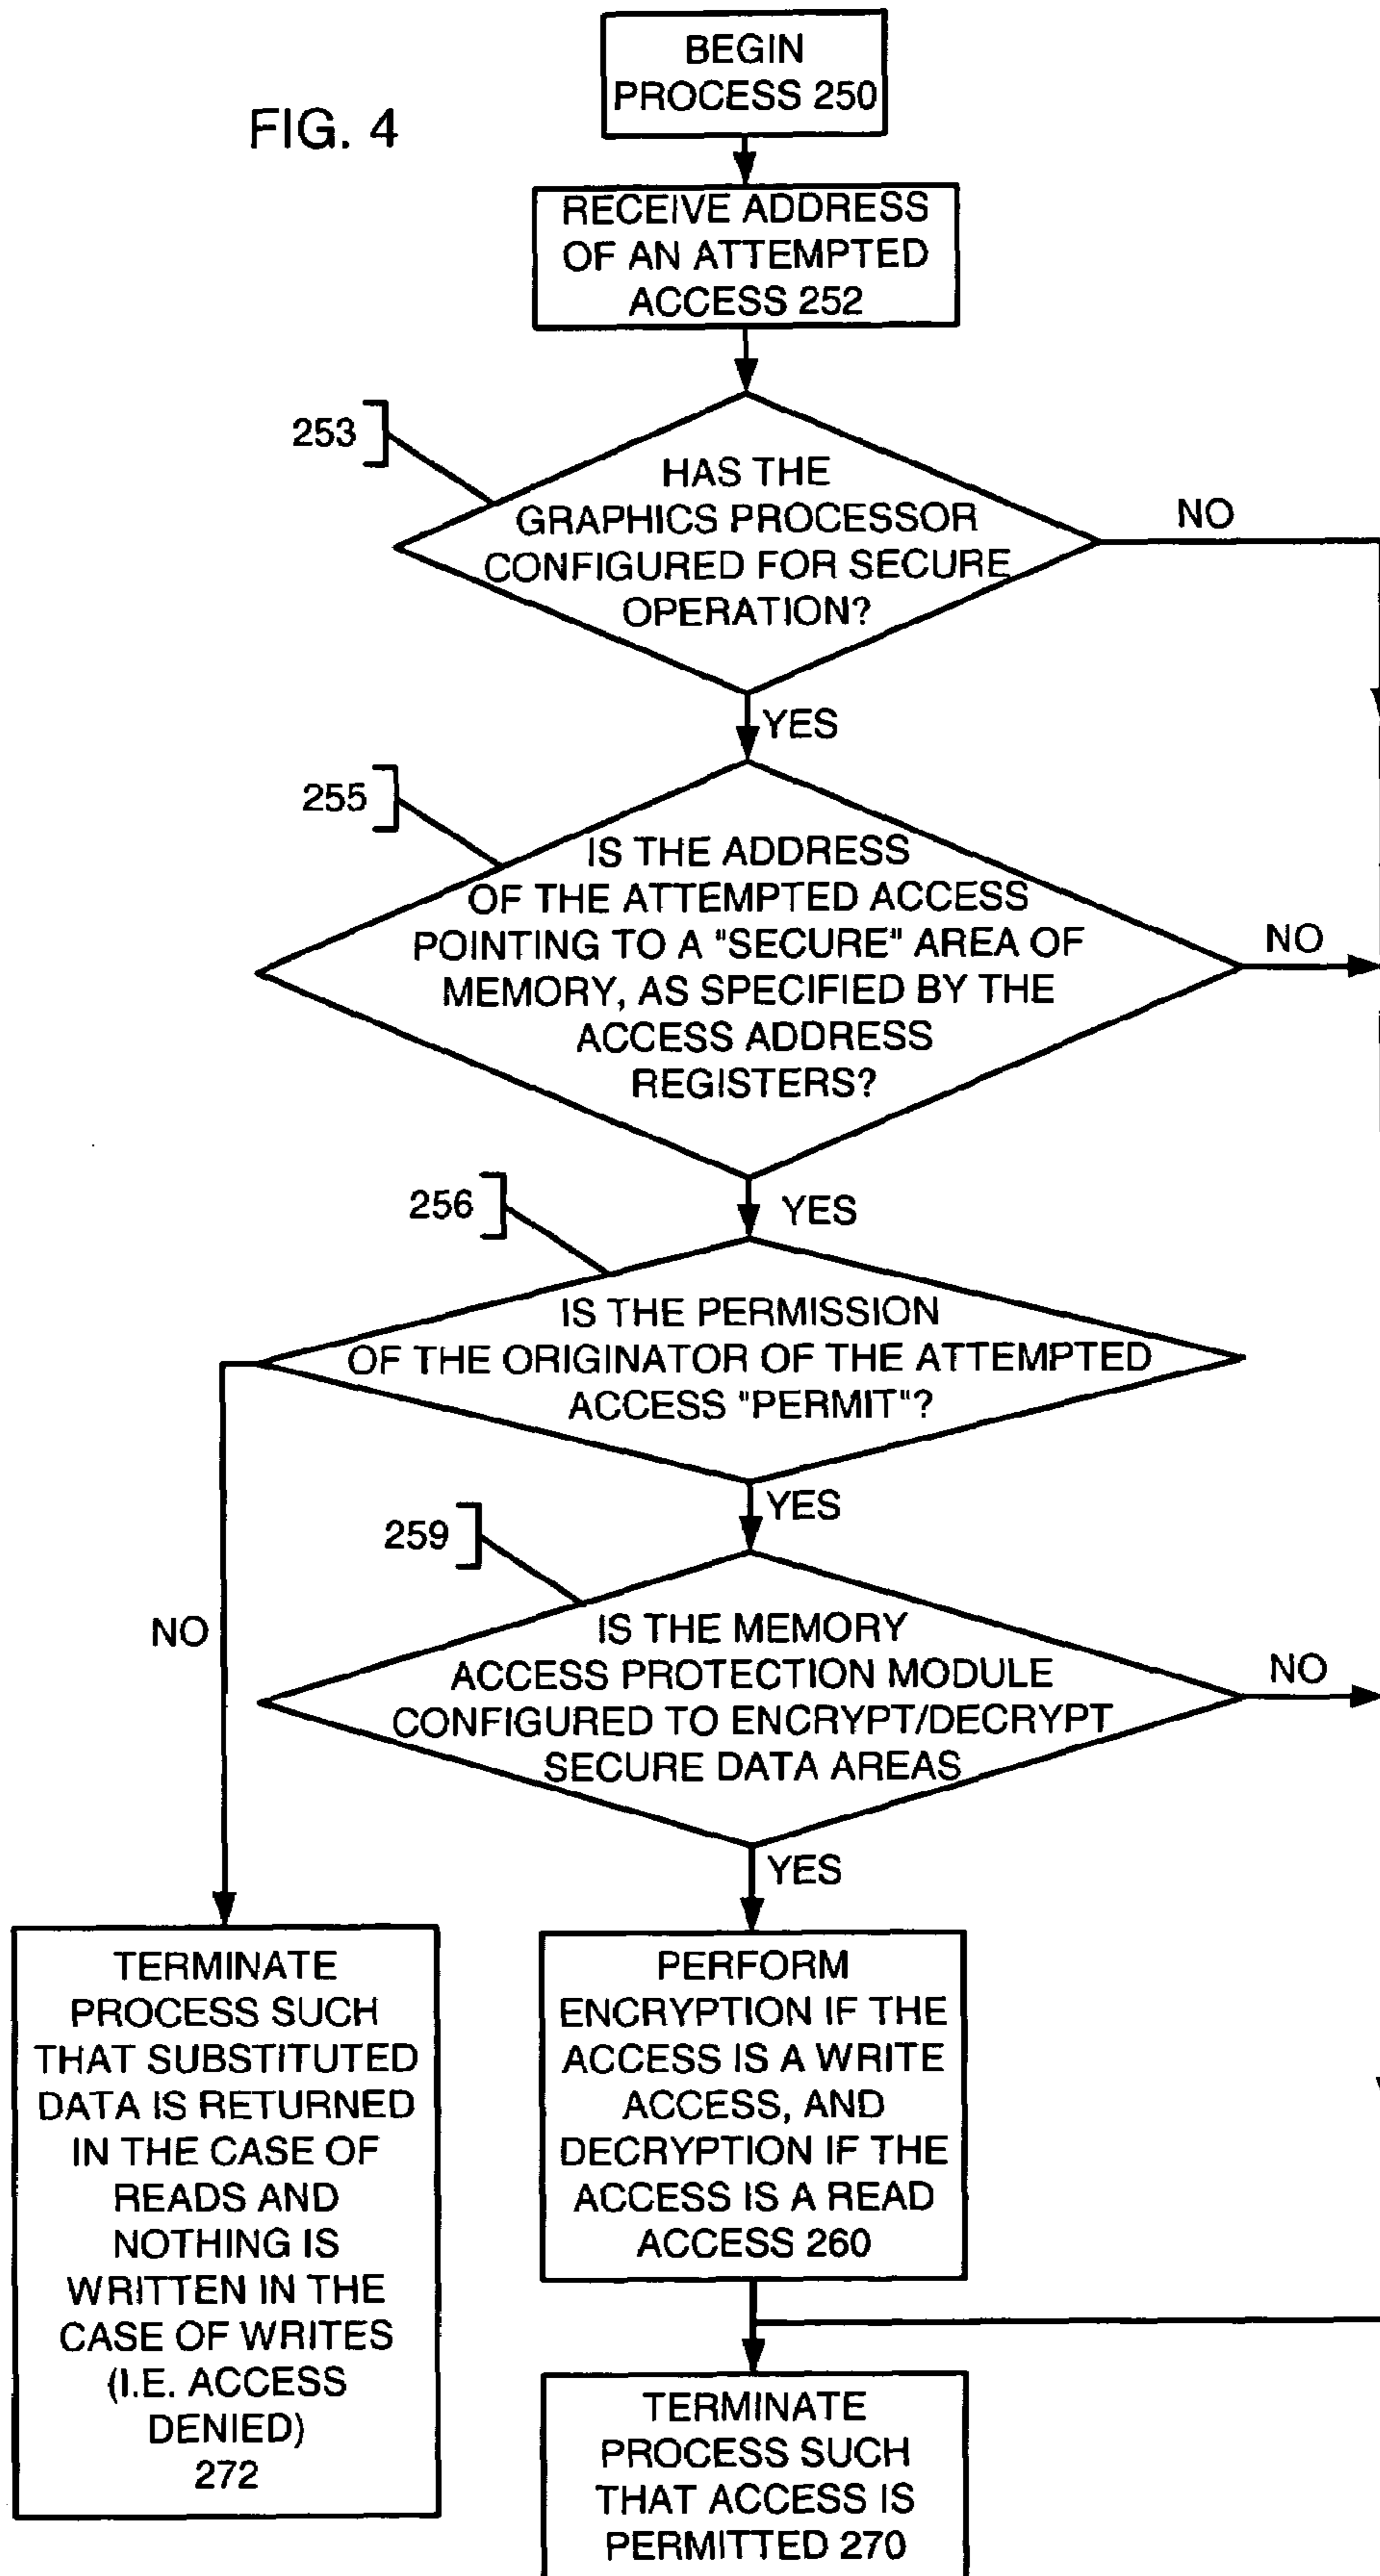 BEGIN
PROCESS 250
FIG. 4
RECEIVE ADDRESS
OF AN ATTEMPTED
ACCESS 252
253
HAS THE
GRAPHICS PROCESSOR
CONFIGURED FOR SECURE
OPERATION?
NO
YES
255
IS THE ADDRESS
OF THE ATTEMPTED ACCESS
POINTING TO A "SECURE" AREA OF
MEMORY, AS SPECIFIED BY THE
ACCESS ADDRESS
REGISTERS?
NO
YES
256
IS THE PERMISSION
OF THE ORIGINATOR OF THE ATTEMPTED
ACCESS "PERMIT"?
YES
NO
259
IS THE MEMORY
ACCESS PROTECTION MODULE
CONFIGURED TO ENCRYPT/DECRYPT
SECURE DATA AREAS
NO
YES
TERMINATE
PROCESS SUCH
THAT SUBSTITUTED
DATA IS RETURNED
IN THE CASE OF
READS AND
NOTHING IS
WRITTEN IN THE
CASE OF WRITES
(I.E. ACCESS
DENIED)
272
PERFORM
ENCRYPTION IF THE
ACCESS IS A WRITE
ACCESS, AND
DECRYPTION IF THE
ACCESS IS A READ
ACCESS 260
TERMINATE
PROCESS SUCH
THAT ACCESS IS
PERMITTED 270